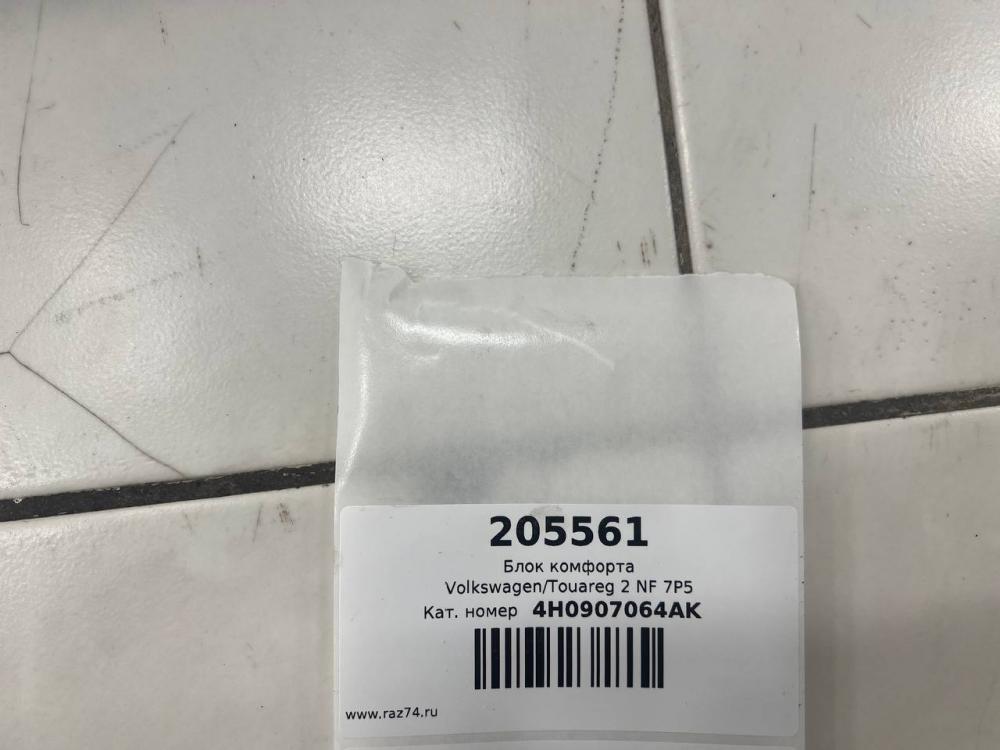 205561
Блок комфорта
Volkswagen/Touareg 2 NF 7P5
Кат. номер 4H0907064AK
www.raz74.ru